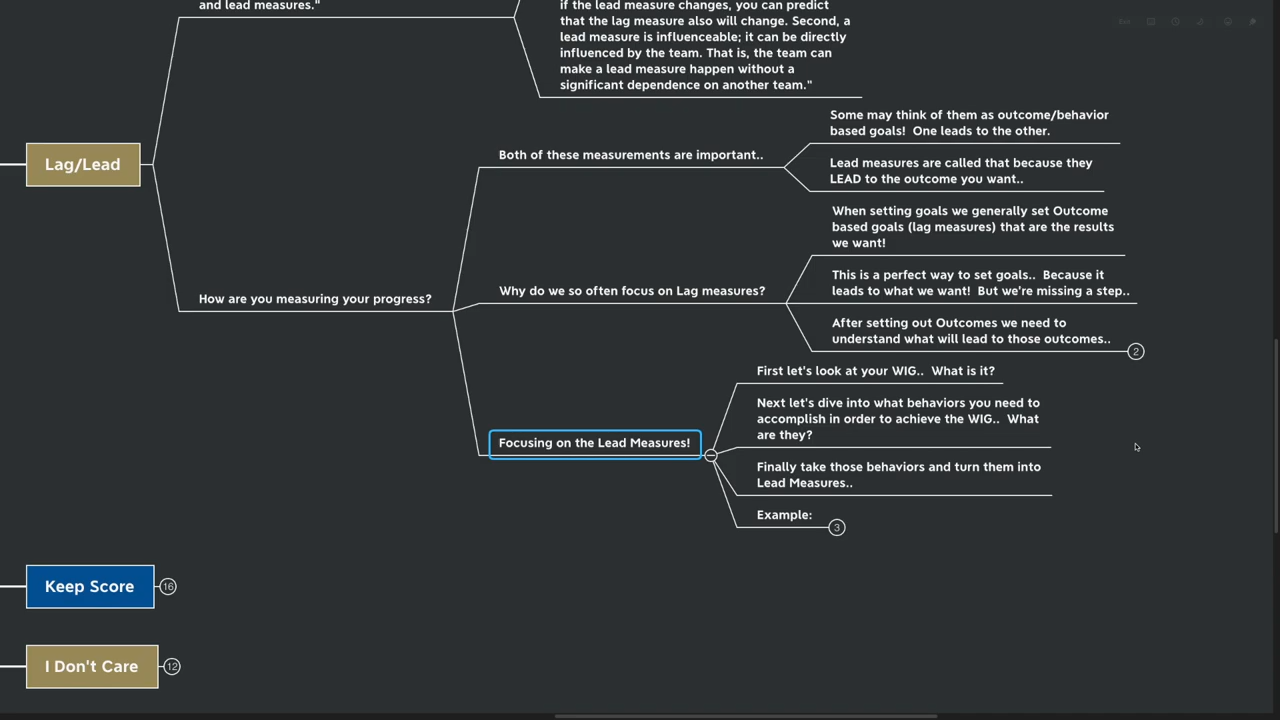 and lead measures."
if the lead measure changes, you can predict
that the lag measure also will change. Second, a
lead measure is influenceable; it can be directly
influenced by the team. That is, the team can
make a lead measure happen without a
significant dependence on another team."
Lag/Lead
How are you measuring your progress?
Both of these measurements are important..
Some may think of them as outcome/behavior
based goals!  One leads to the other.
Lead measures are called that because they
LEAD to the outcome you want..
Why do we so often focus on Lag measures?
When setting goals we generally set Outcome
based goals (lag measures) that are the results
we want!
This is a perfect way to set goals..  Because it
leads to what we want!  But we're missing a step..
After setting out Outcomes we need to
understand what will lead to those outcomes..
2
Focusing on the Lead Measures!
First let's look at your WIG..  What is it?
Next let's dive into what behaviors you need to
accomplish in order to achieve the WIG..  What
are they?
Finally take those behaviors and turn them into
Lead Measures..
Example:
3
Keep Score
16
I Don't Care
12